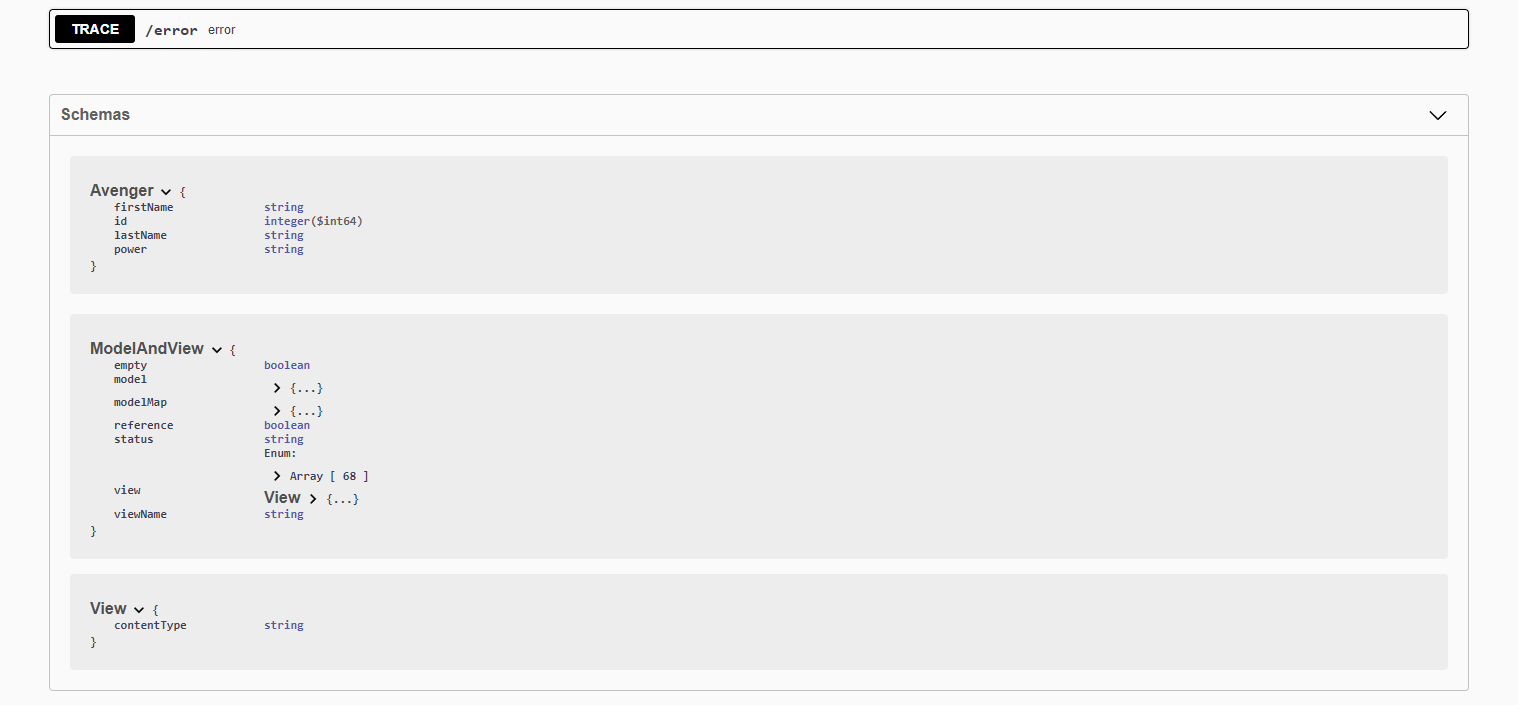 TRACE /error error
Schemas
Avenger {
firstName string
id integer($int64)
lastName string
power string
}
ModelAndView {
empty boolean
model
{...}
modelMap
{...}
reference boolean
status string
Enum:
Array [ 68 ]
view
View {...}
viewName string
}
View {
contentType string
}